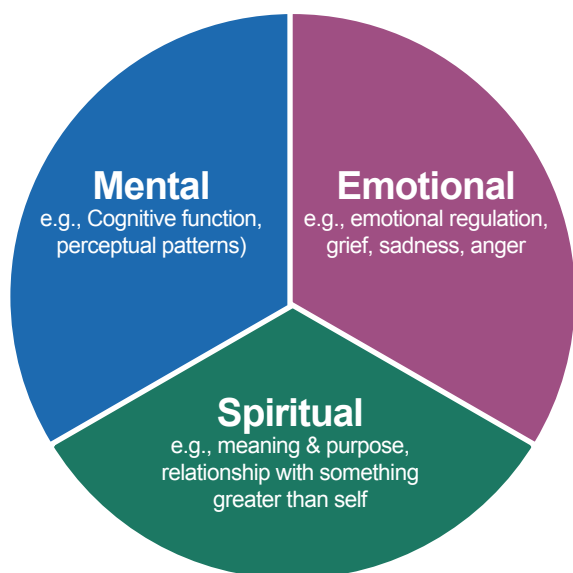 Mental
e.g., Cognitive function,
perceptual patterns)
Emotional
e.g., emotional regulation,
grief, sadness, anger
Spiritual
e.g., meaning & purpose,
relationship with something
greater than self